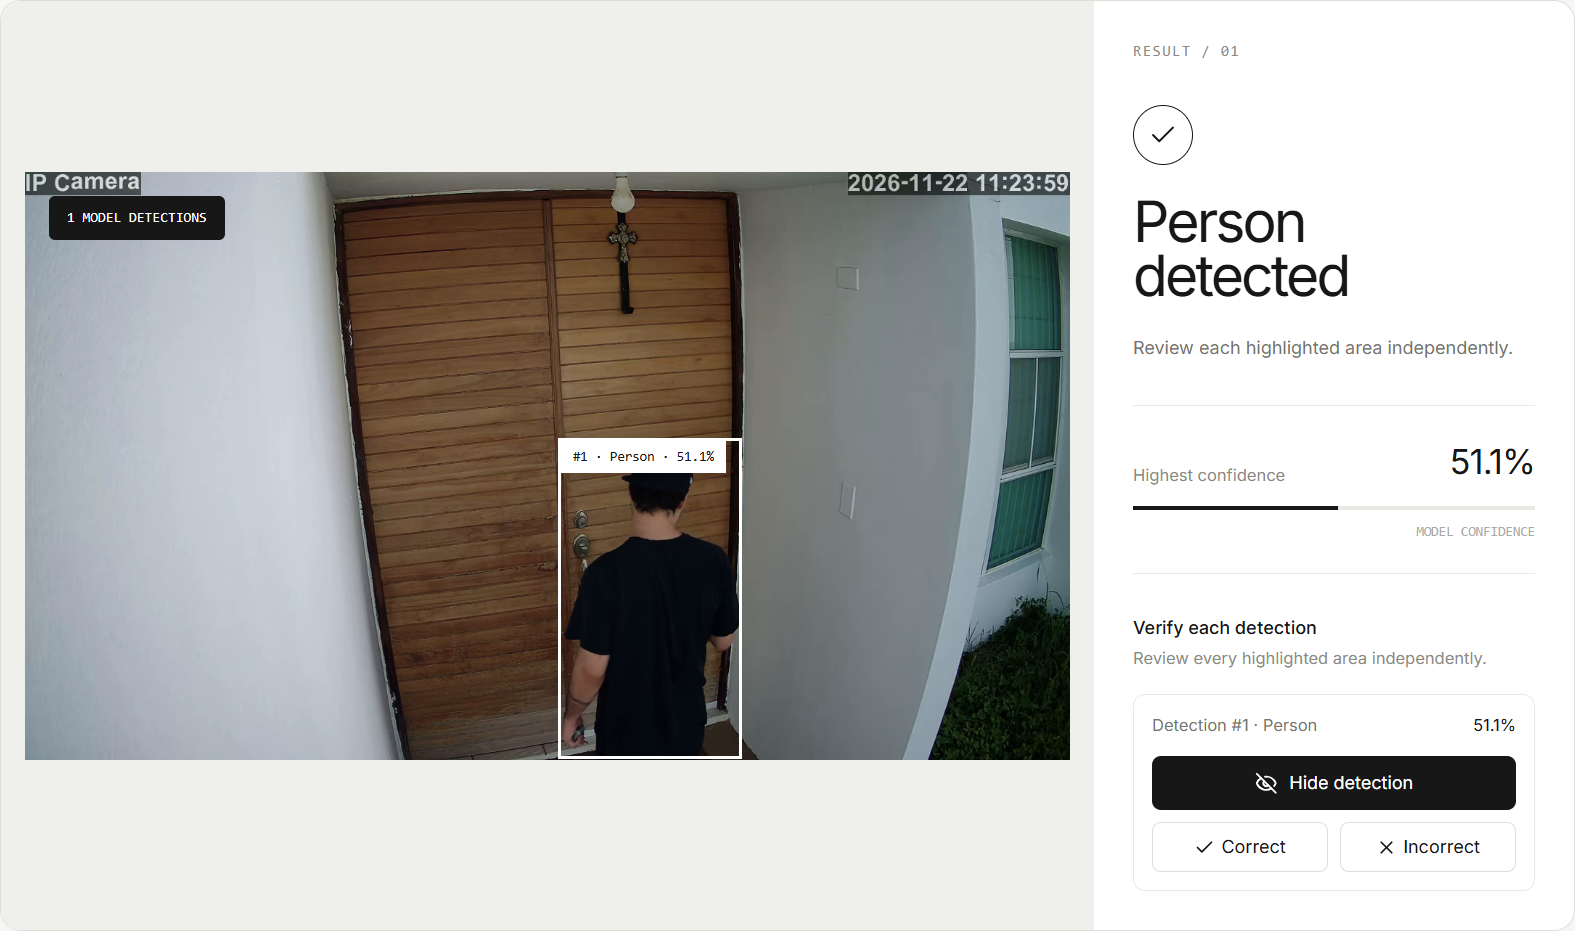 IP Camera
2026-11-22 11:23:59
1 MODEL DETECTIONS
#1 · Person · 51.1%
RESULT / 01
Person
detected
Review each highlighted area independently.
Highest confidence
51.1%
MODEL CONFIDENCE
Verify each detection
Review every highlighted area independently.
Detection #1 · Person
51.1%
Hide detection
Correct
Incorrect